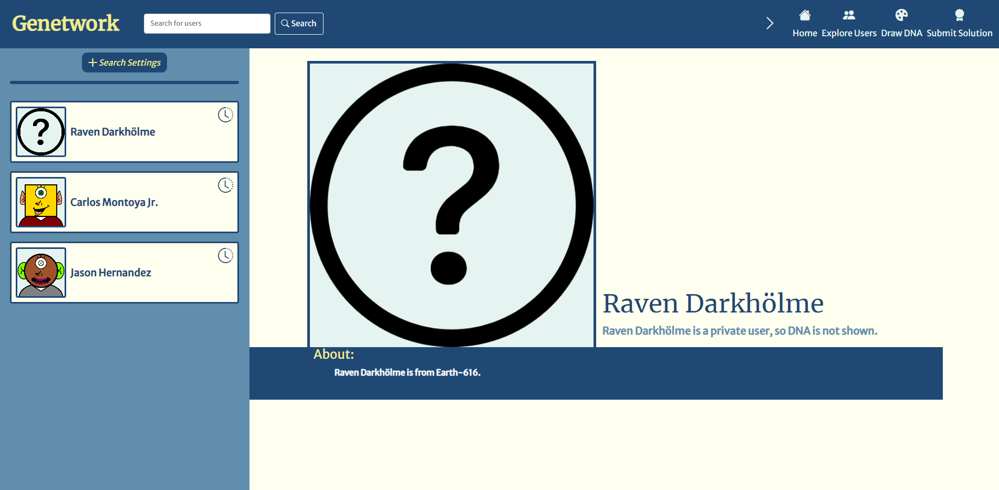 Genetwork
Search for users
Search
Home
Explore Users
Draw DNA
Submit Solution
Search Settings
Raven Darkhölme
Carlos Montoya Jr.
Jason Hernandez
Raven Darkhölme
Raven Darkhölme is a private user, so DNA is not shown.
About:
Raven Darkhölme is from Earth-616.